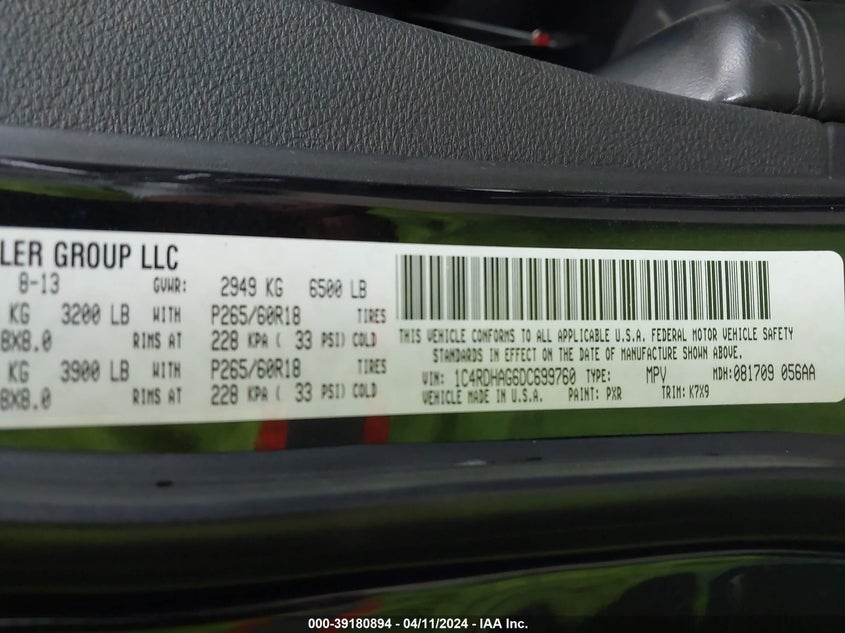 LER GROUP LLC
8-13 GVWR: 2949 KG 6500 LB
KG 3200 LB WITH P265/60R18 TIRES
8X8.0 RIMS AT 228 KPA ( 33 PSI) COLD
KG 3900 LB WITH P265/60R18 TIRES
8X8.0 RIMS AT 228 KPA ( 33 PSI) COLD
THIS VEHICLE CONFORMS TO ALL APPLICABLE U.S.A. FEDERAL MOTOR VEHICLE SAFETY
STANDARDS IN EFFECT ON THE DATE OF MANUFACTURE SHOWN ABOVE.
VIN: 1C4RDHAG6DC699760 TYPE: MPV MDH: 081709 056AA
VEHICLE MADE IN U.S.A. PAINT: PXR TRIM: K7X9
000-39180894 - 04/11/2024 - IAA Inc.